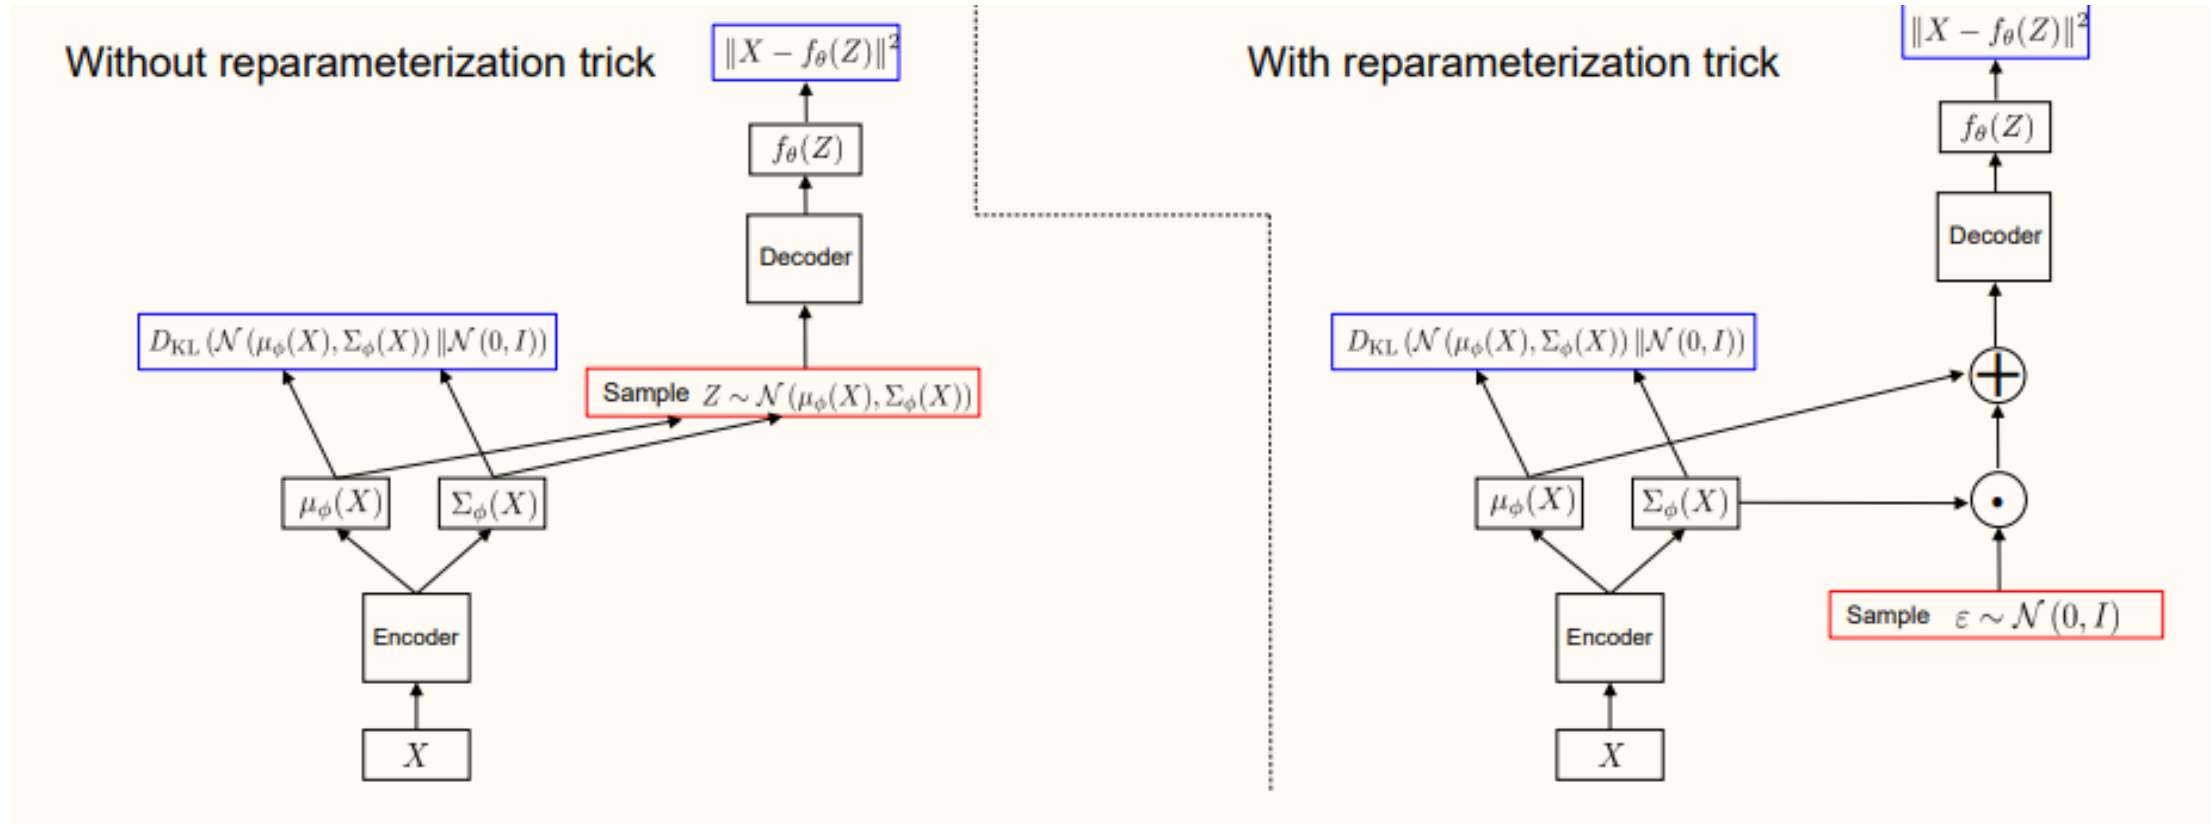 Without reparameterization trick
‖X − f_θ(Z)‖²
f_θ(Z)
Decoder
D_KL (𝒩 (μ_ϕ(X), Σ_ϕ(X)) ‖𝒩 (0, I))
Sample Z ∼ 𝒩 (μ_ϕ(X), Σ_ϕ(X))
μ_ϕ(X)
Σ_ϕ(X)
Encoder
X
With reparameterization trick
‖X − f_θ(Z)‖²
f_θ(Z)
Decoder
D_KL (𝒩 (μ_ϕ(X), Σ_ϕ(X)) ‖𝒩 (0, I))
+
μ_ϕ(X)
Σ_ϕ(X)
·
Encoder
Sample ε ∼ 𝒩 (0, I)
X